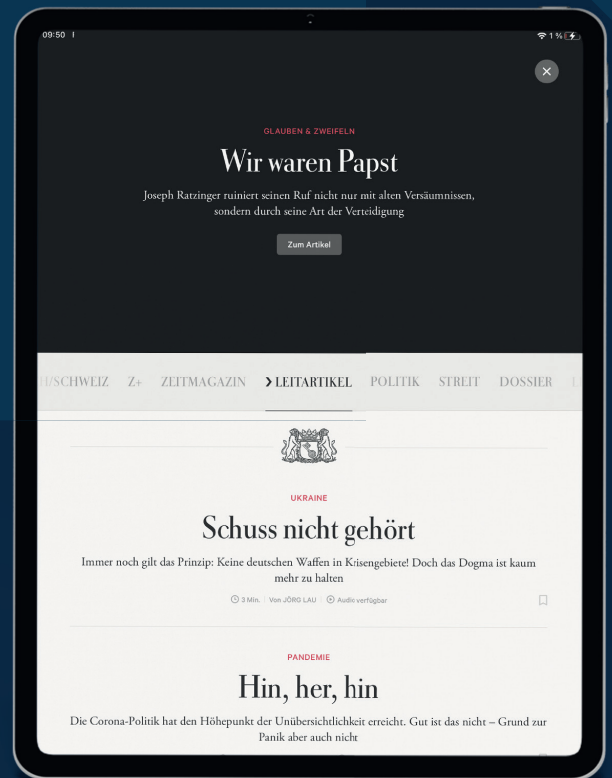 09:50
1 %
GLAUBEN & ZWEIFELN
Wir waren Papst
Joseph Ratzinger ruiniert seinen Ruf nicht nur mit alten Versäumnissen,
sondern durch seine Art der Verteidigung
Zum Artikel
H/SCHWEIZ Z+ ZEITMAGAZIN LEITARTIKEL POLITIK STREIT DOSSIER
UKRAINE
Schuss nicht gehört
Immer noch gilt das Prinzip: Keine deutschen Waffen in Krisengebiete! Doch das Dogma ist kaum
mehr zu halten
3 Min. Von JÖRG LAU Audio verfügbar
PANDEMIE
Hin, her, hin
Die Corona-Politik hat den Höhepunkt der Unübersichtlichkeit erreicht. Gut ist das nicht – Grund zur
Panik aber auch nicht